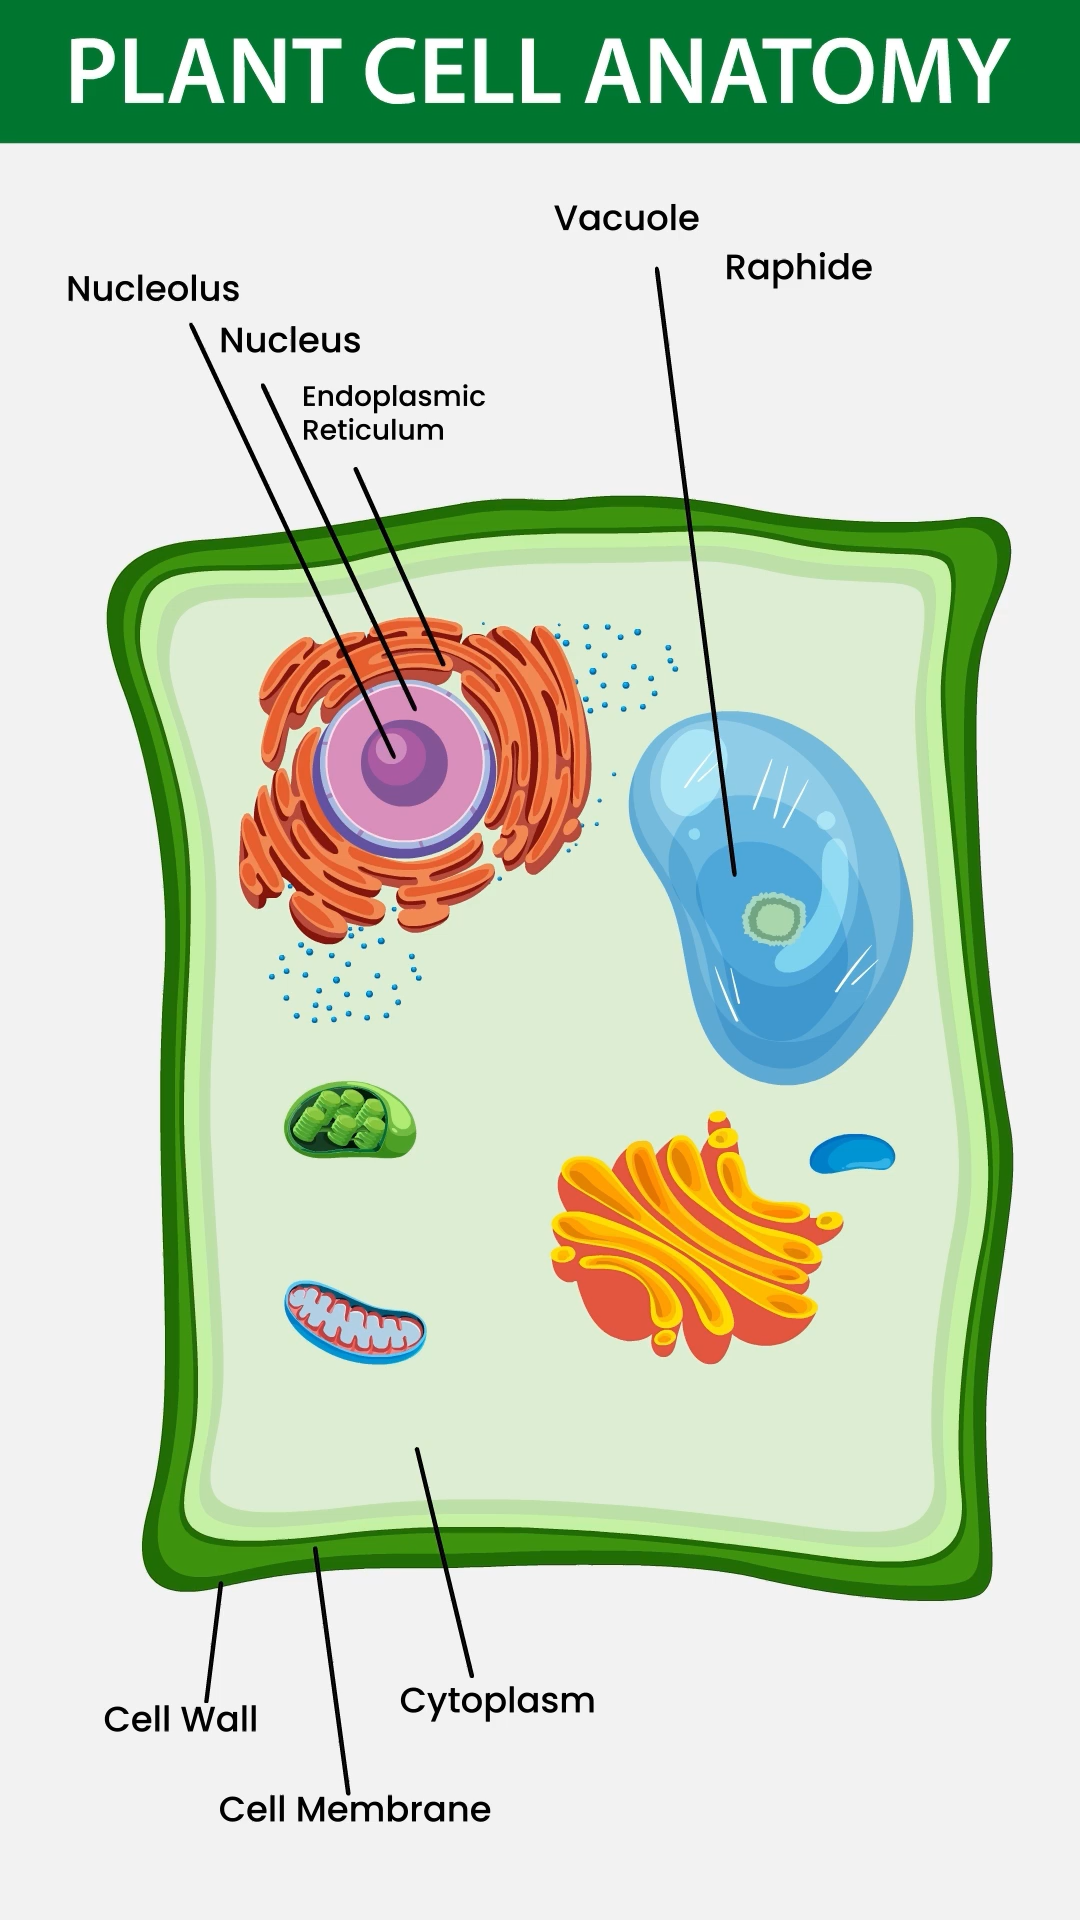 PLANT CELL ANATOMY
Vacuole
Raphide
Nucleolus
Nucleus
Endoplasmic
Reticulum
Cytoplasm
Cell Wall
Cell Membrane